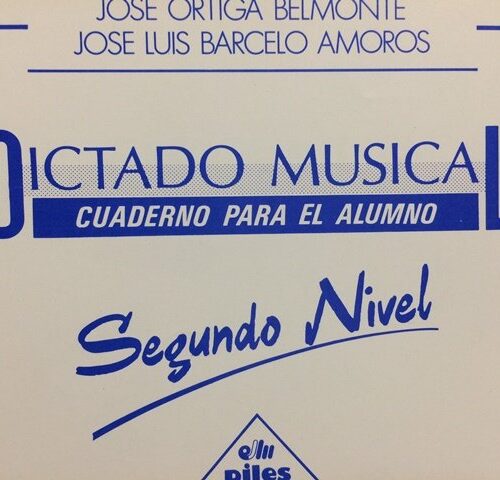 JOSE ORTIGA BELMONTE
JOSE LUIS BARCELO AMOROS
DICTADO MUSICAL
CUADERNO PARA EL ALUMNO
Segundo Nivel
piles